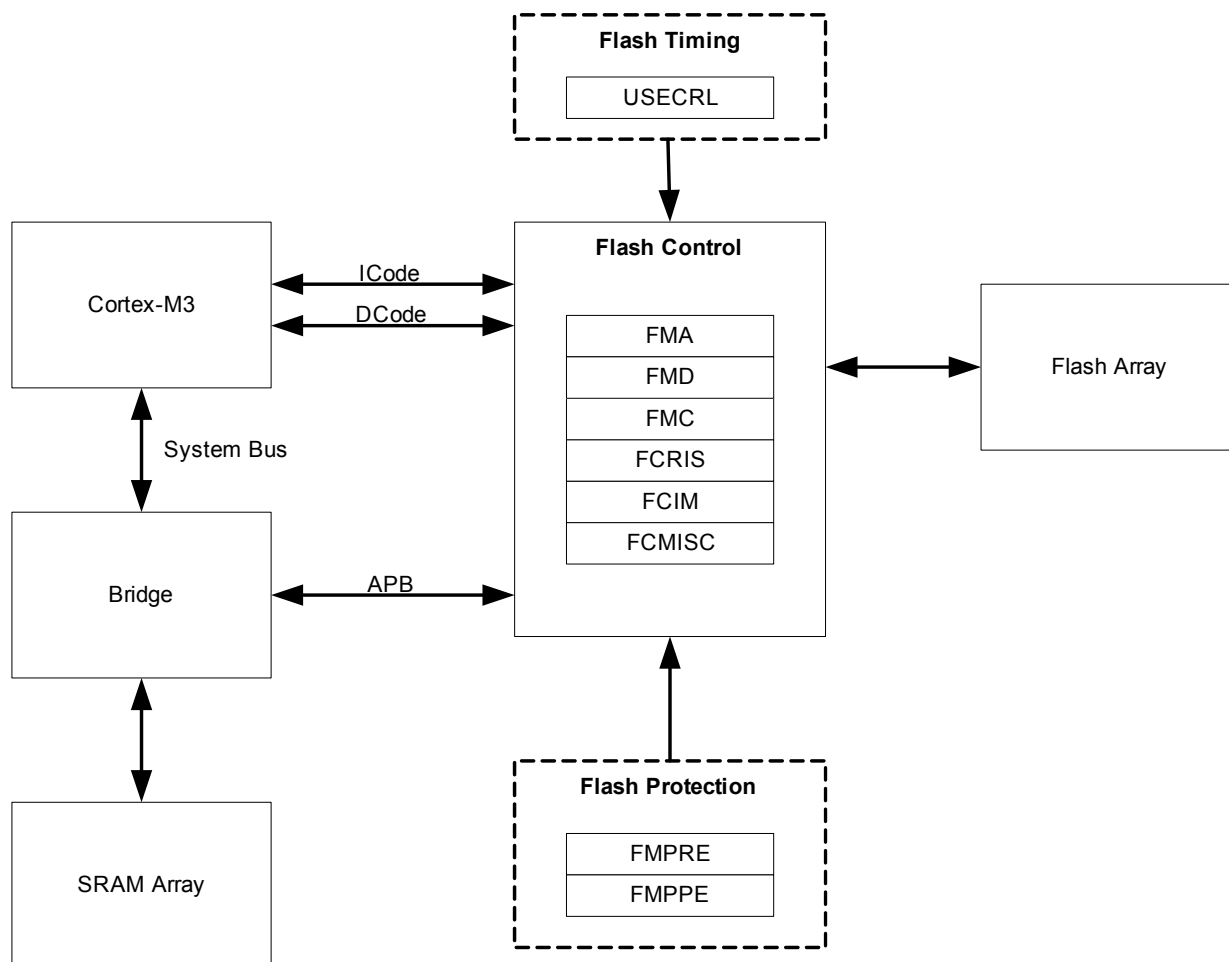 Flash Timing
USECRL
Flash Control
ICode
Cortex-M3
DCode
FMA
FMD
Flash Array
FMC
System Bus
FCRIS
FCIM
FCMISC
Bridge
APB
Flash Protection
FMPRE
SRAM Array
FMPPE